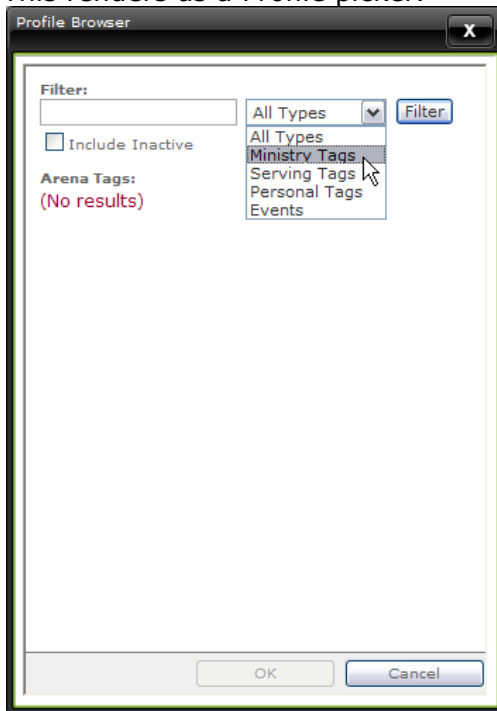 This renders as a Profile picker.
Profile Browser
x
Filter:
All Types Filter
Include Inactive
All Types
Ministry Tags
Serving Tags
Personal Tags
Events
Arena Tags:
(No results)
OK Cancel